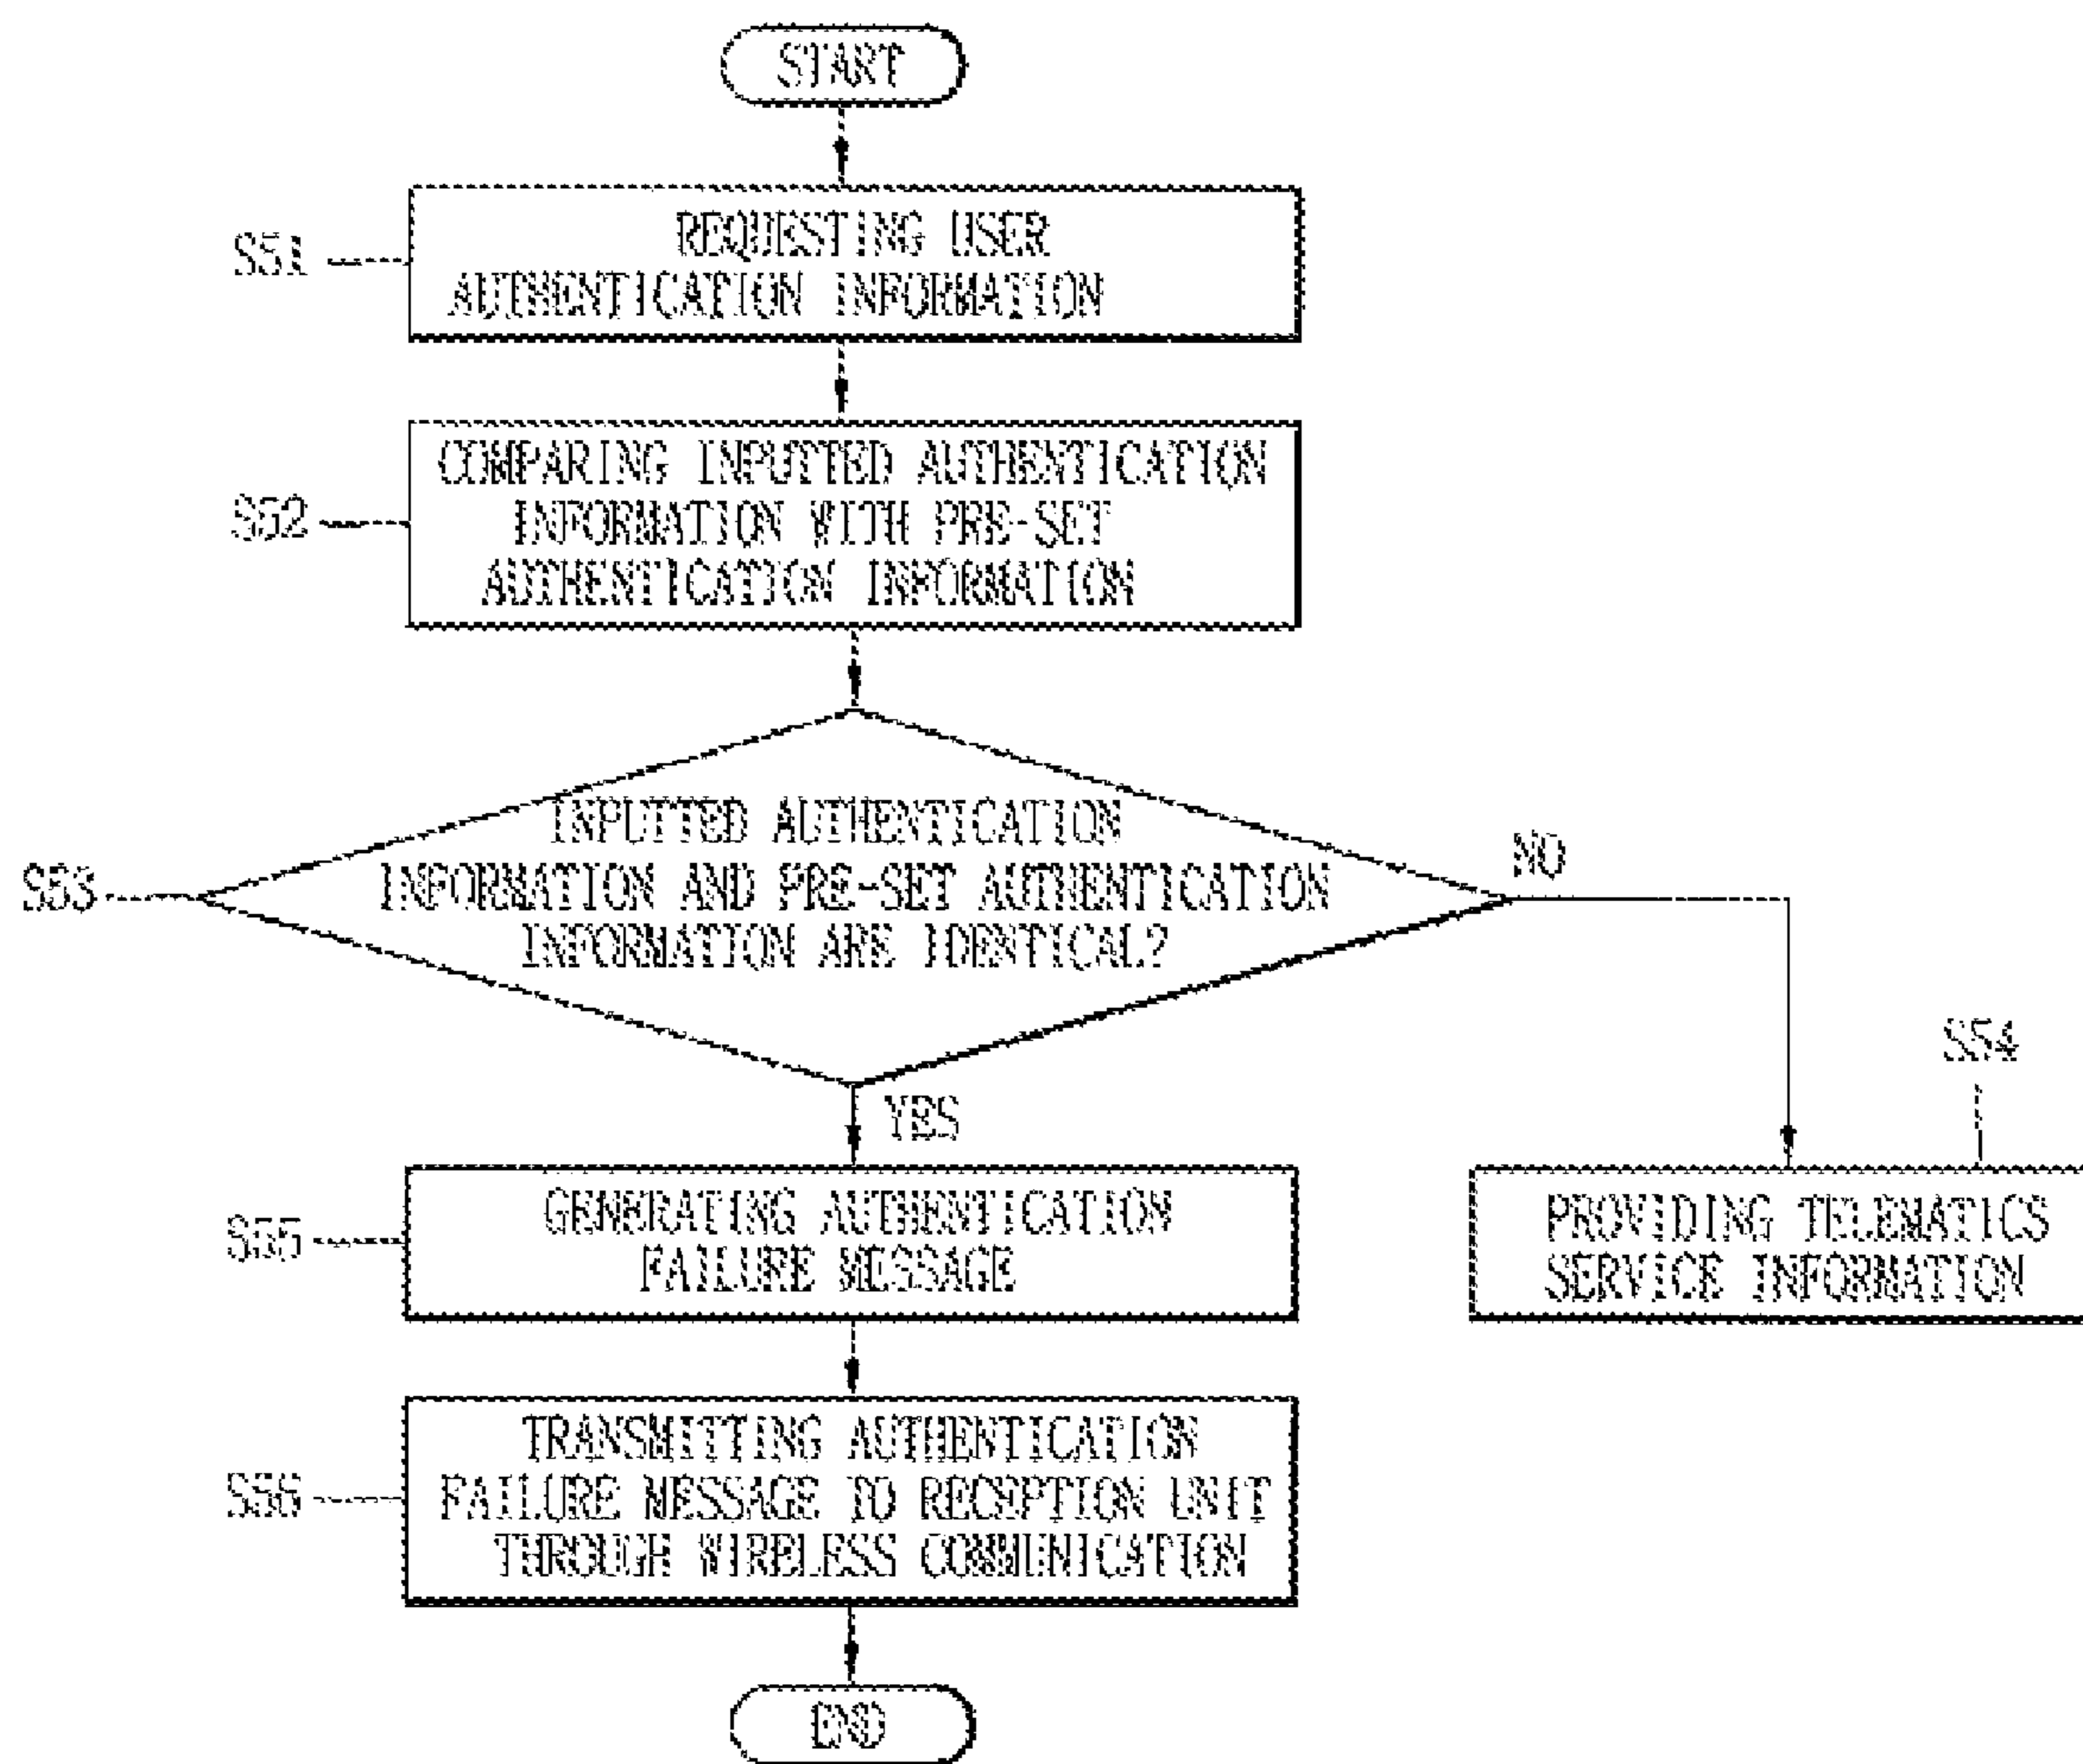 START
S51
REQUESTING USER
AUTHENTICATION INFORMATION
S52
COMPARING INPUTTED AUTHENTICATION
INFORMATION WITH PRE-SET
AUTHENTICATION INFORMATION
S53
INPUTTED AUTHENTICATION
INFORMATION AND PRE-SET AUTHENTICATION
INFORMATION ARE IDENTICAL?
NO
YES
S54
PROVIDING TELEMATICS
SERVICE INFORMATION
S55
GENERATING AUTHENTICATION
FAILURE MESSAGE
S56
TRANSMITTING AUTHENTICATION
FAILURE MESSAGE TO RECEPTION UNIT
THROUGH WIRELESS COMMUNICATION
END